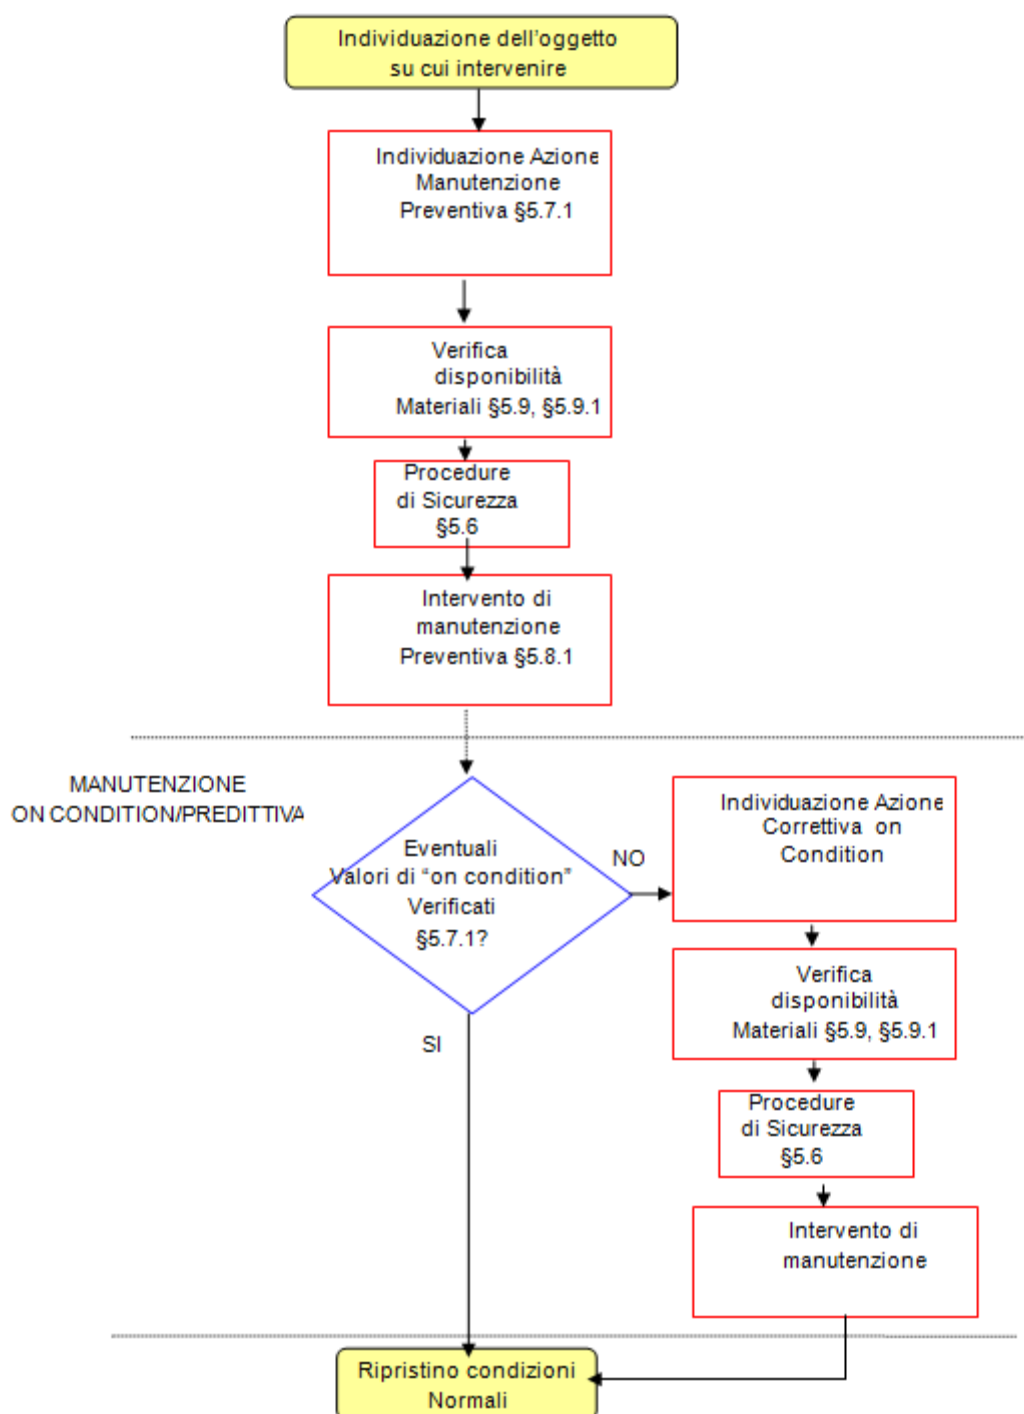 Individuazione dell'oggetto
su cui intervenire
Individuazione Azione
Manutenzione
Preventiva §5.7.1
Verifica
disponibilità
Materiali §5.9, §5.9.1
Procedure
di Sicurezza
§5.6
Intervento di
manutenzione
Preventiva §5.8.1
MANUTENZIONE
ON CONDITION/PREDITTIVA
Eventuali
Valori di “on condition”
Verificati
§5.7.1?
NO
SI
Individuazione Azione
Correttiva on
Condition
Verifica
disponibilità
Materiali §5.9, §5.9.1
Procedure
di Sicurezza
§5.6
Intervento di
manutenzione
Ripristino condizioni
Normali